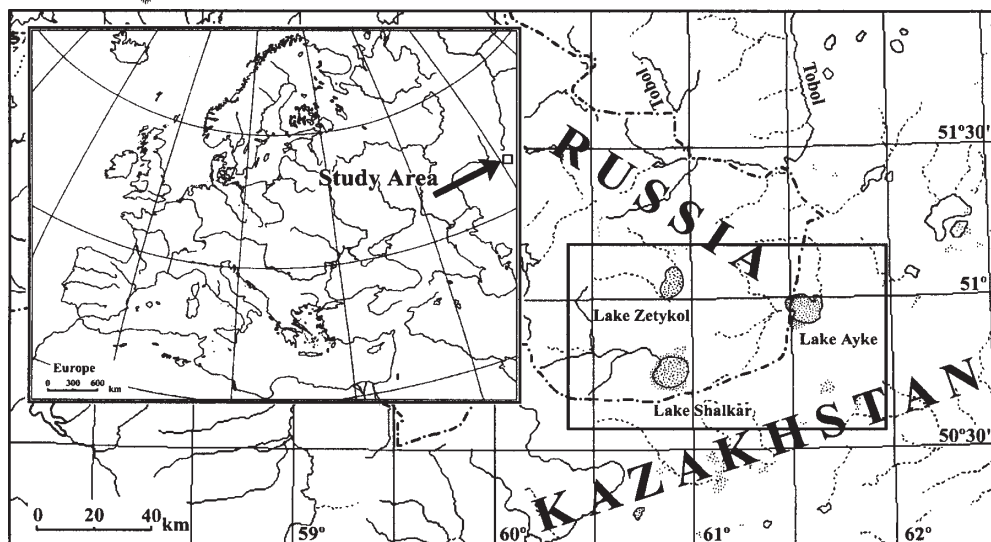 Study Area
Europe
0 300 600 km
Tobol
Tobol
51°30'
RUSSIA
51°
Lake Zetykol
Lake Ayke
Lake Shalkar
KAZAKHSTAN
50°30'
0 20 40 km
59°
60°
61°
62°